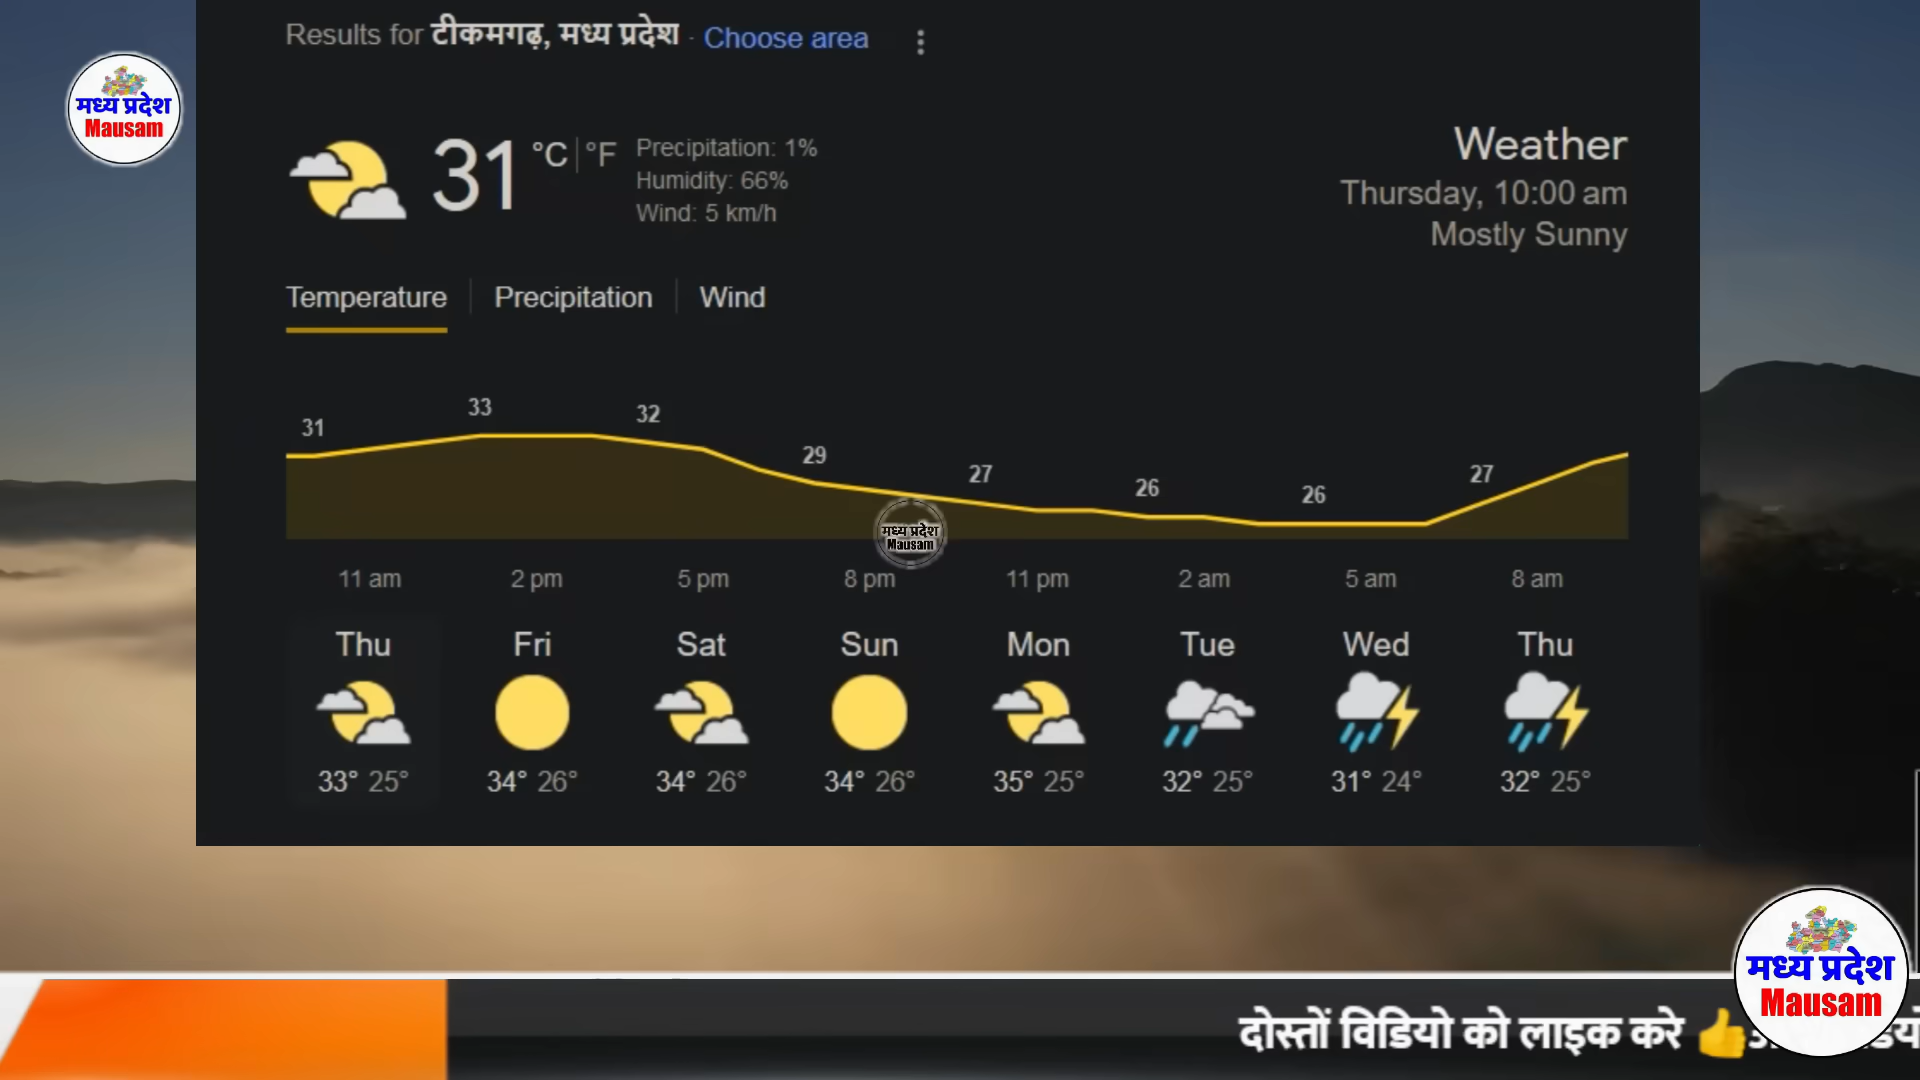 Results for टीकमगढ़, मध्य प्रदेश · Choose area
मध्य प्रदेश
Mausam
31 °C | °F
Precipitation: 1%
Humidity: 66%
Wind: 5 km/h
Weather
Thursday, 10:00 am
Mostly Sunny
Temperature | Precipitation | Wind
31 33 32 29 27 26 26 27
मध्य प्रदेश
Mausam
11 am 2 pm 5 pm 8 pm 11 pm 2 am 5 am 8 am
Thu Fri Sat Sun Mon Tue Wed Thu
33° 25° 34° 26° 34° 26° 34° 26° 35° 25° 32° 25° 31° 24° 32° 25°
मध्य प्रदेश
Mausam
दोस्तों विडियो को लाइक करे 👍